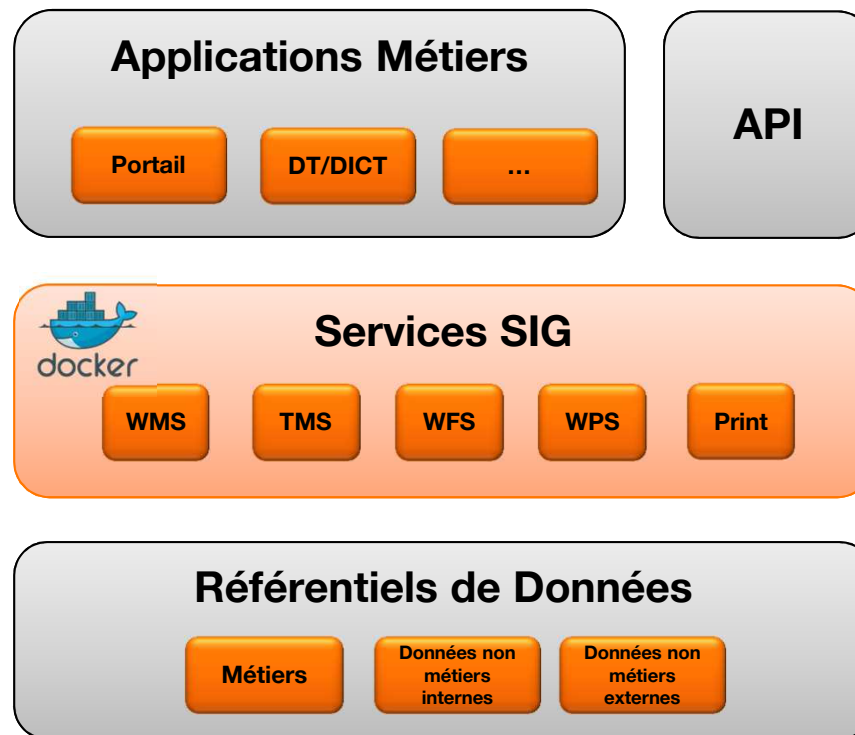 Applications Métiers
Portail
DT/DICT
...
API
docker
Services SIG
WMS
TMS
WFS
WPS
Print
Référentiels de Données
Métiers
Données non
métiers
internes
Données non
métiers
externes